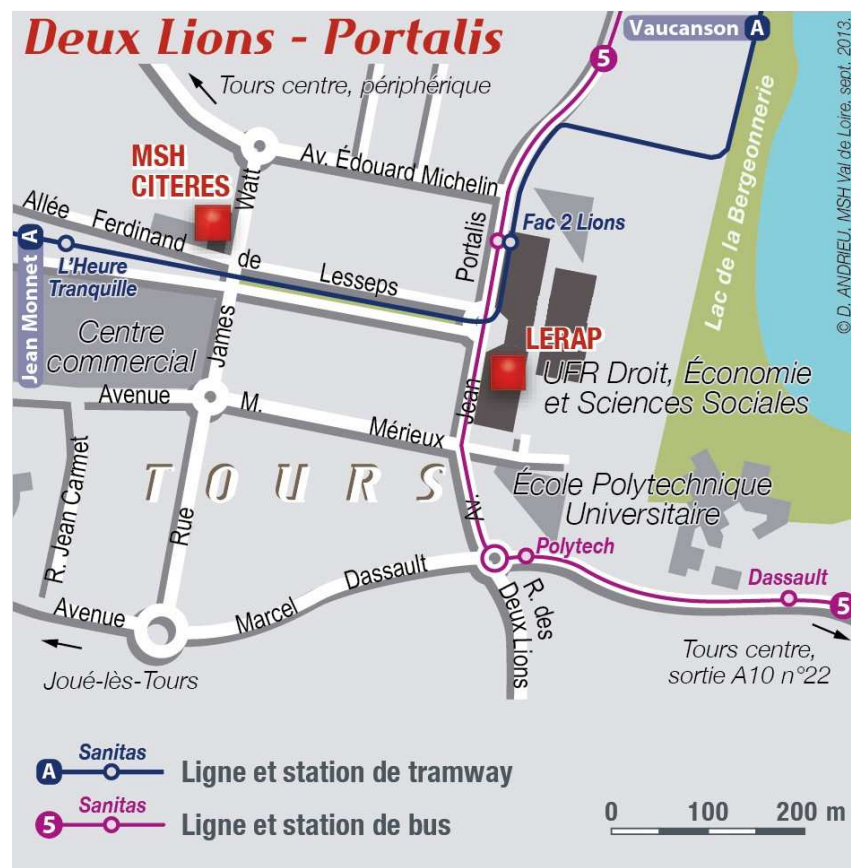 Deux Lions - Portalis
Vaucanson A
5
Tours centre, périphérique
MSH
CITERES
Av. Édouard Michelin
Allée Ferdinand de Lesseps
Rue James Watt
Av. Jean Portalis
Fac 2 Lions
Jean Monnet A
L'Heure
Tranquille
Centre
commercial
LERAP
UFR Droit, Économie
et Sciences Sociales
Lac de la Bergeonnerie
Avenue M. Mérieux
TOURS
R. Jean Carmet
École Polytechnique
Universitaire
Polytech
Dassault
5
Avenue Marcel Dassault
R. des
Deux Lions
Joué-lès-Tours
Tours centre,
sortie A10 n°22
© D. ANDRIEU, MSH Val de Loire, sept. 2013.
A Sanitas Ligne et station de tramway
5 Sanitas Ligne et station de bus
0 100 200 m